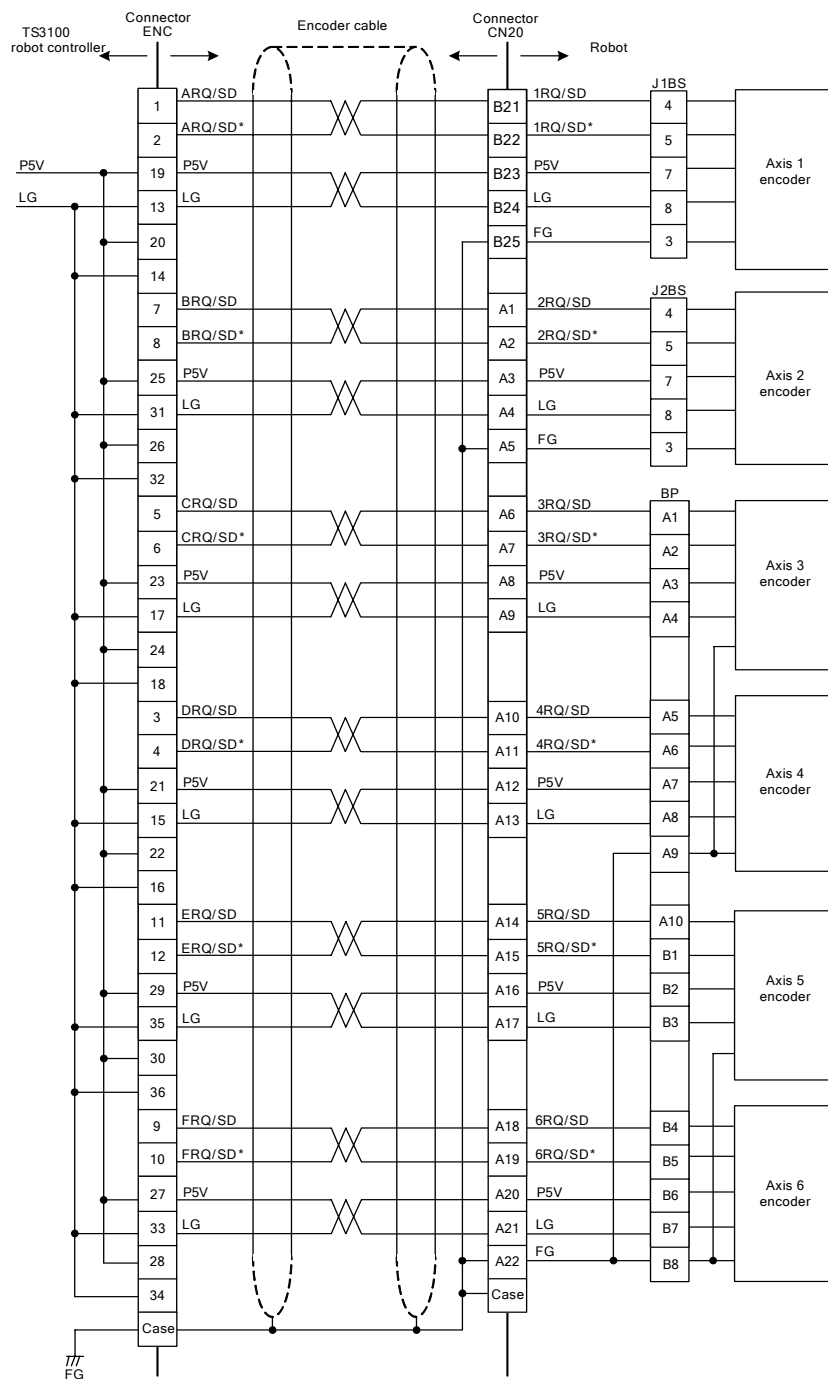 TS3100
robot controller
Connector
ENC
Encoder cable
Connector
CN20
Robot
J1BS
1 ARQ/SD B21 1RQ/SD 4
2 ARQ/SD* B22 1RQ/SD* 5
P5V 19 P5V B23 P5V 7
LG 13 LG B24 LG 8
20 B25 FG 3
Axis 1
encoder
14
J2BS
7 BRQ/SD A1 2RQ/SD 4
8 BRQ/SD* A2 2RQ/SD* 5
25 P5V A3 P5V 7
31 LG A4 LG 8
26 A5 FG 3
Axis 2
encoder
32
BP
5 CRQ/SD A6 3RQ/SD A1
6 CRQ/SD* A7 3RQ/SD* A2
23 P5V A8 P5V A3
17 LG A9 LG A4
Axis 3
encoder
24
18
3 DRQ/SD A10 4RQ/SD A5
4 DRQ/SD* A11 4RQ/SD* A6
21 P5V A12 P5V A7
15 LG A13 LG A8
22 A9
Axis 4
encoder
16
11 ERQ/SD A14 5RQ/SD A10
12 ERQ/SD* A15 5RQ/SD* B1
29 P5V A16 P5V B2
35 LG A17 LG B3
Axis 5
encoder
30
36
9 FRQ/SD A18 6RQ/SD B4
10 FRQ/SD* A19 6RQ/SD* B5
27 P5V A20 P5V B6
33 LG A21 LG B7
28 A22 FG B8
Axis 6
encoder
34 Case
Case
FG